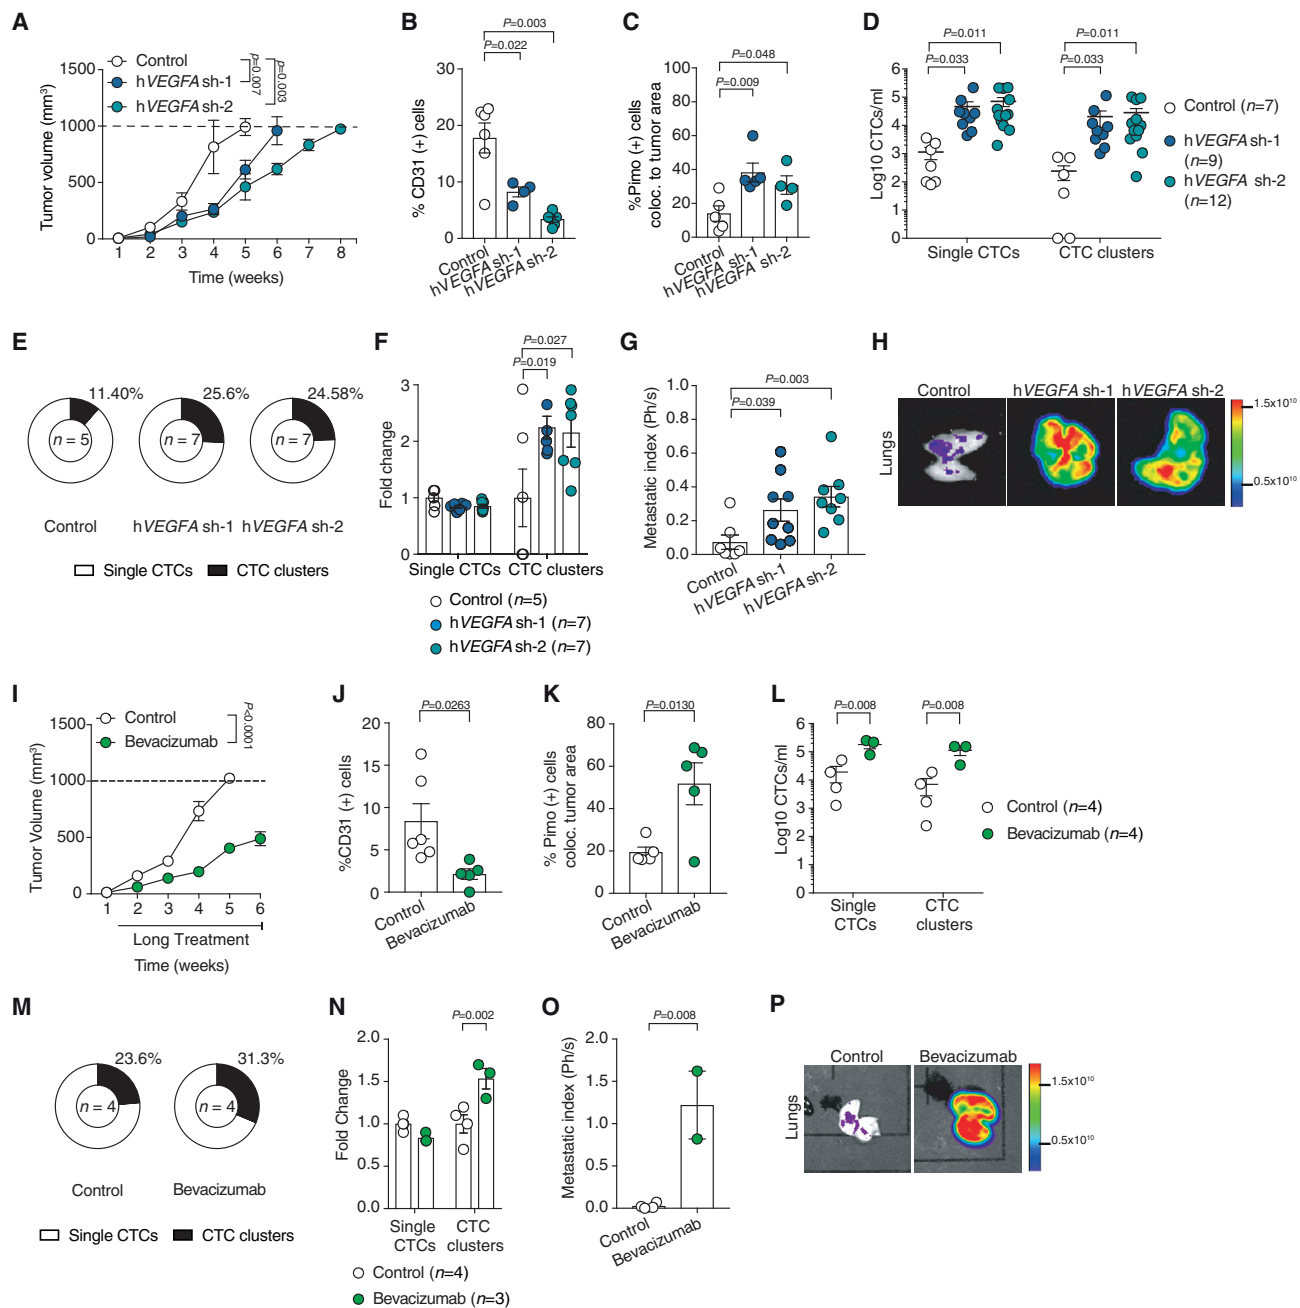 A
Control
hVEGFA sh-1
hVEGFA sh-2
P=0.007
P=0.003
Tumor volume (mm³)
1500
1000
500
0
1 2 3 4 5 6 7 8
Time (weeks)
B
P=0.003
P=0.022
% CD31 (+) cells
30
20
10
0
Control
hVEGFA sh-1
hVEGFA sh-2
C
P=0.048
P=0.009
%Pimo (+) cells
coloc. to tumor area
100
80
60
40
20
0
Control
hVEGFA sh-1
hVEGFA sh-2
D
P=0.011
P=0.033
P=0.011
P=0.033
Log10 CTCs/ml
6
5
4
3
2
1
0
Single CTCs
CTC clusters
Control (n=7)
hVEGFA sh-1
(n=9)
hVEGFA sh-2
(n=12)
E
11.40%
n = 5
Control
25.6%
n = 7
hVEGFA sh-1
24.58%
n = 7
hVEGFA sh-2
Single CTCs
CTC clusters
F
P=0.027
P=0.019
Fold change
3
2
1
0
Single CTCs
CTC clusters
Control (n=5)
hVEGFA sh-1 (n=7)
hVEGFA sh-2 (n=7)
G
P=0.003
P=0.039
Metastatic index (Ph/s)
1.0
0.8
0.6
0.4
0.2
0.0
Control
hVEGFA sh-1
hVEGFA sh-2
H
Control
hVEGFA sh-1
hVEGFA sh-2
Lungs
1.5x10¹⁰
0.5x10¹⁰
I
Control
Bevacizumab
P<0.0001
Tumor Volume (mm³)
1500
1000
500
0
1 2 3 4 5 6
Long Treatment
Time (weeks)
J
P=0.0263
%CD31 (+) cells
20
15
10
5
0
Control
Bevacizumab
K
P=0.0130
% Pimo (+) cells
coloc. tumor area
80
60
40
20
0
Control
Bevacizumab
L
P=0.008
P=0.008
Log10 CTCs/ml
6
5
4
3
2
1
0
Single
CTCs
CTC
clusters
Control (n=4)
Bevacizumab (n=4)
M
23.6%
n = 4
Control
31.3%
n = 4
Bevacizumab
Single CTCs
CTC clusters
N
P=0.002
Fold Change
2.0
1.5
1.0
0.5
0.0
Single
CTCs
CTC
clusters
Control (n=4)
Bevacizumab (n=3)
O
P=0.008
Metastatic index (Ph/s)
2.0
1.5
1.0
0.5
0.0
Control
Bevacizumab
P
Control
Bevacizumab
Lungs
1.5x10¹⁰
0.5x10¹⁰